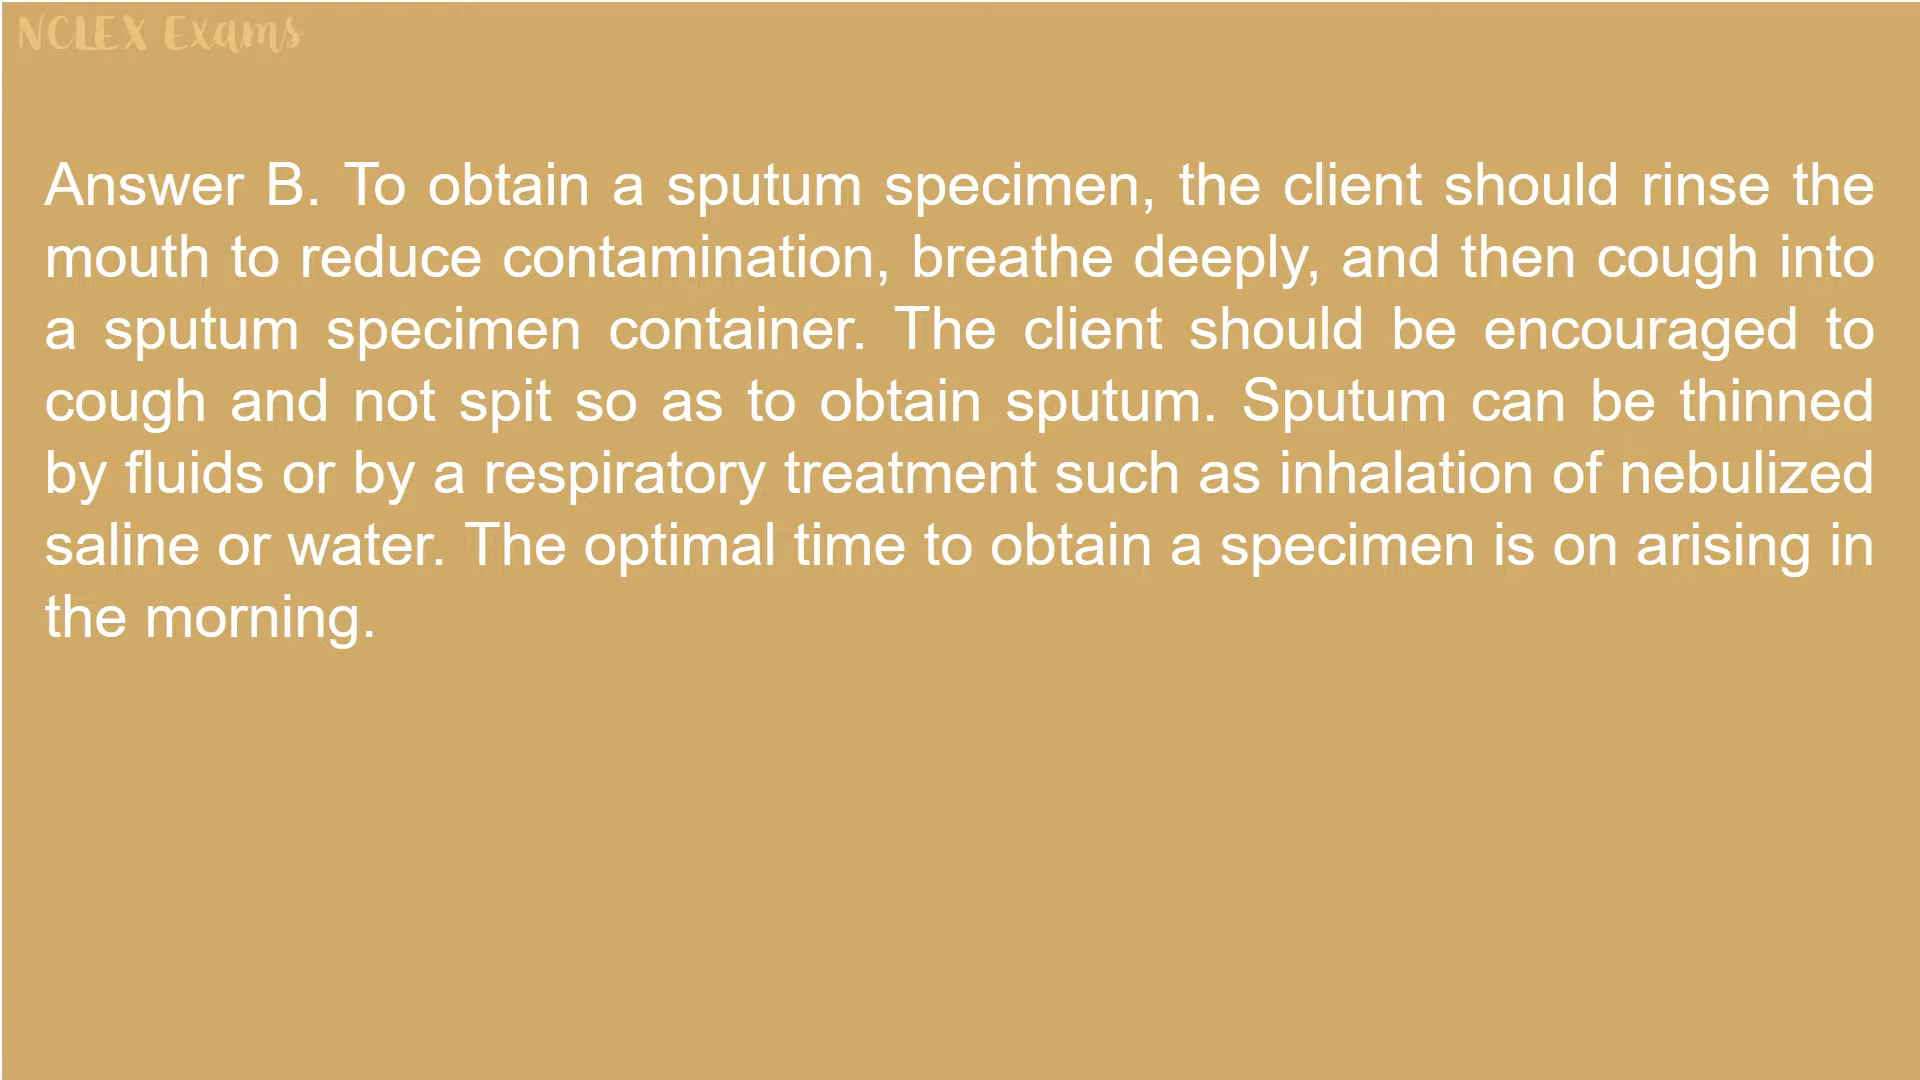 NCLEX Exams
Answer B. To obtain a sputum specimen, the client should rinse the
mouth to reduce contamination, breathe deeply, and then cough into
a sputum specimen container. The client should be encouraged to
cough and not spit so as to obtain sputum. Sputum can be thinned
by fluids or by a respiratory treatment such as inhalation of nebulized
saline or water. The optimal time to obtain a specimen is on arising in
the morning.